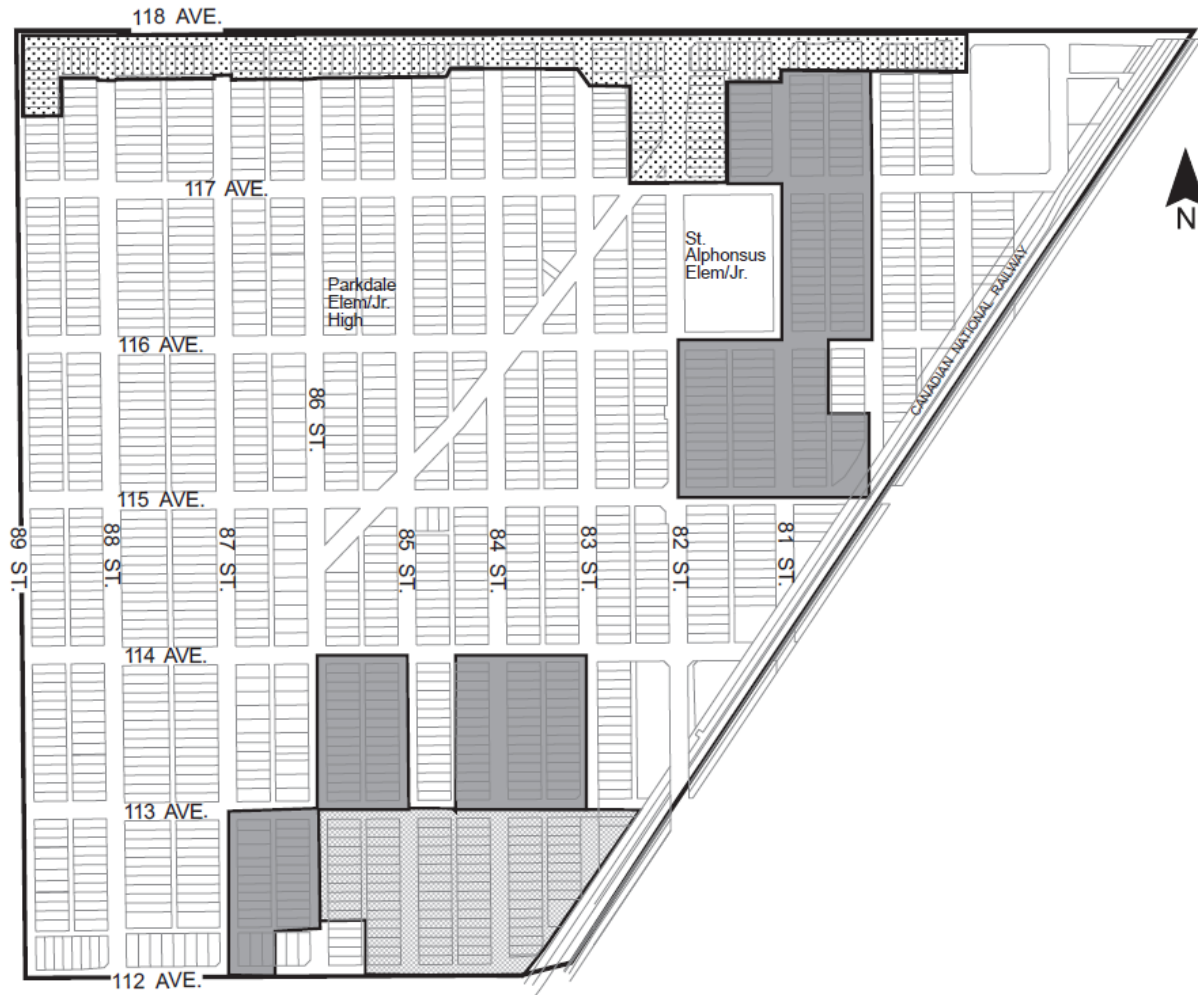 118 AVE.
117 AVE.
N
St.
Alphonsus
Elem/Jr.
Parkdale
Elem/Jr.
High
CANADIAN NATIONAL RAILWAY
116 AVE.
86 ST.
115 AVE.
89 ST.
88 ST.
87 ST.
85 ST.
84 ST.
83 ST.
82 ST.
81 ST.
114 AVE.
113 AVE.
112 AVE.